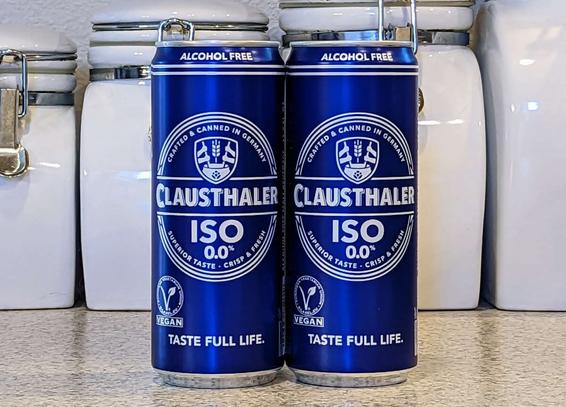 ALCOHOL FREE
CRAFTED & CANNED IN GERMANY
CLAUSTHALER
ISO
0.0%
SUPERIOR TASTE · CRISP & FRESH
VEGAN
TASTE FULL LIFE.
ALCOHOL FREE
CRAFTED & CANNED IN GERMANY
CLAUSTHALER
ISO
0.0%
SUPERIOR TASTE · CRISP & FRESH
VEGAN
TASTE FULL LIFE.